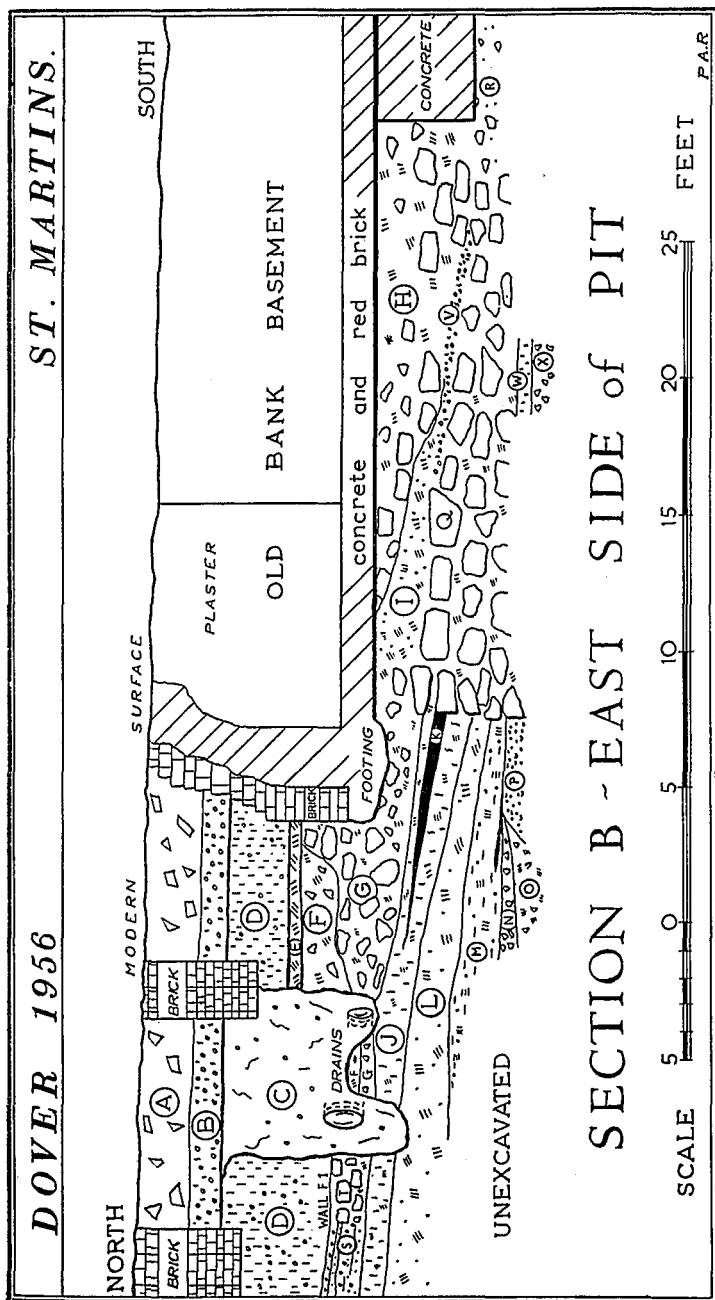 DOVER 1956 ST. MARTINS.
NORTH MODERN SURFACE SOUTH
BRICK A BRICK PLASTER
B OLD BANK BASEMENT
D C D
WALL F1 DRAINS E BRICK
S T F G F G FOOTING concrete and red brick
J K I H CONCRETE
L Q V
M N O P W X R
UNEXCAVATED
SECTION B ~ EAST SIDE of PIT
SCALE 5 0 5 10 15 20 25 FEET
P.A.R